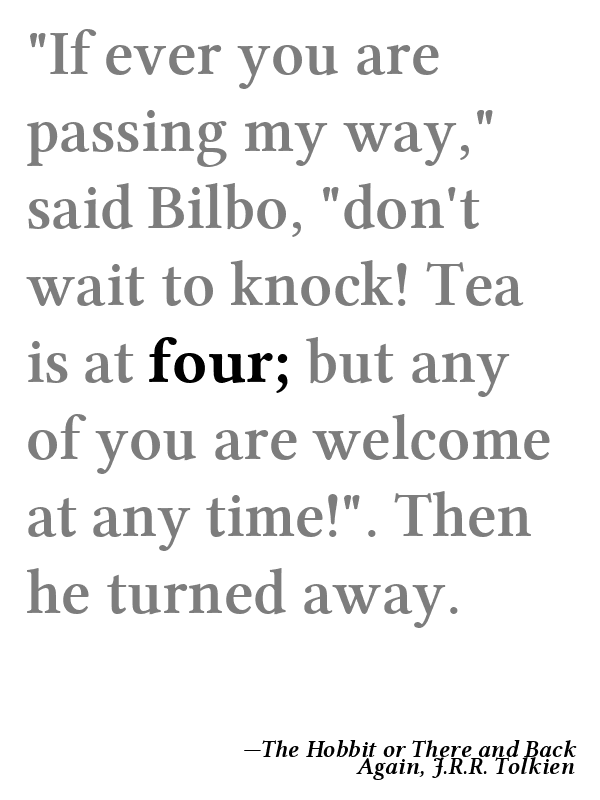 "If ever you are
passing my way,"
said Bilbo, "don't
wait to knock! Tea
is at four; but any
of you are welcome
at any time!". Then
he turned away.
—The Hobbit or There and Back
Again, J.R.R. Tolkien